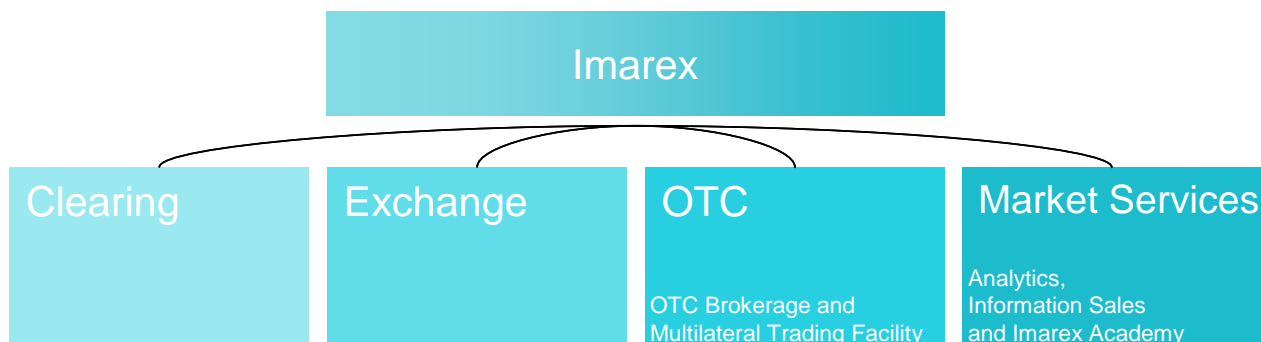 Imarex
Clearing
Exchange
OTC
Market Services
OTC Brokerage and
Multilateral Trading Facility
Analytics,
Information Sales
and Imarex Academy